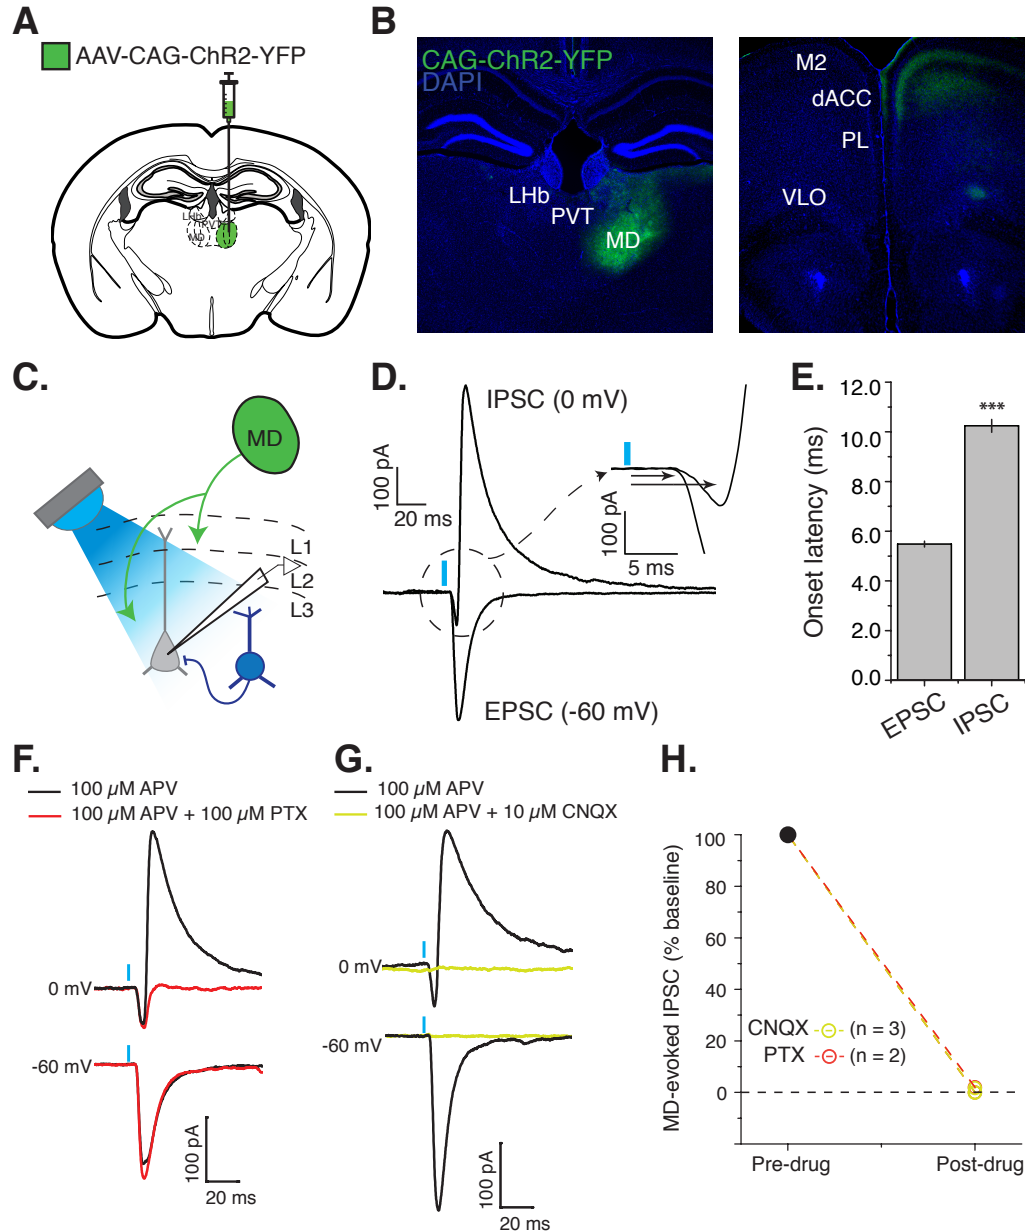 A
AAV-CAG-ChR2-YFP
LHb
PVT
MD
B
CAG-ChR2-YFP
DAPI
LHb
PVT
MD
M2
dACC
PL
VLO
C.
MD
L1
L2
L3
D.
IPSC (0 mV)
100 pA
20 ms
100 pA
5 ms
EPSC (-60 mV)
E.
Onset latency (ms)
12.0
10.0
8.0
6.0
4.0
2.0
0.0
***
EPSC
IPSC
F.
100 µM APV
100 µM APV + 100 µM PTX
0 mV
-60 mV
100 pA
20 ms
G.
100 µM APV
100 µM APV + 10 µM CNQX
0 mV
-60 mV
100 pA
20 ms
H.
MD-evoked IPSC (% baseline)
100
80
60
40
20
0
CNQX (n = 3)
PTX (n = 2)
Pre-drug
Post-drug